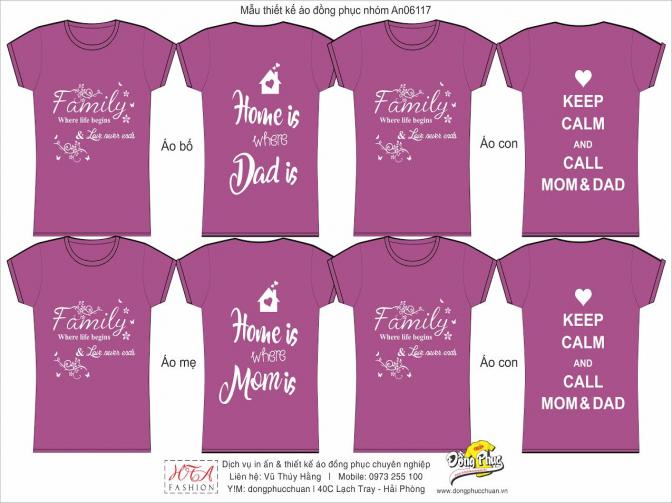 Mẫu thiết kế áo đồng phục nhóm An06117
Family
Where life begins
& Love never ends
Áo bố
Home is
where
Dad is
Family
Where life begins
& Love never ends
Áo con
KEEP
CALM
AND
CALL
MOM & DAD
Family
Where life begins
& Love never ends
Áo mẹ
Home is
where
Mom is
Family
Where life begins
& Love never ends
Áo con
KEEP
CALM
AND
CALL
MOM & DAD
HTA
FASHION
Dịch vụ in ấn & thiết kế áo đồng phục chuyên nghiệp
Liên hệ: Vũ Thúy Hằng I Mobile: 0973 255 100
Y!M: dongphucchuan I 40C Lạch Tray - Hải Phòng
Đồng Phục
www.dongphucchuan.vn